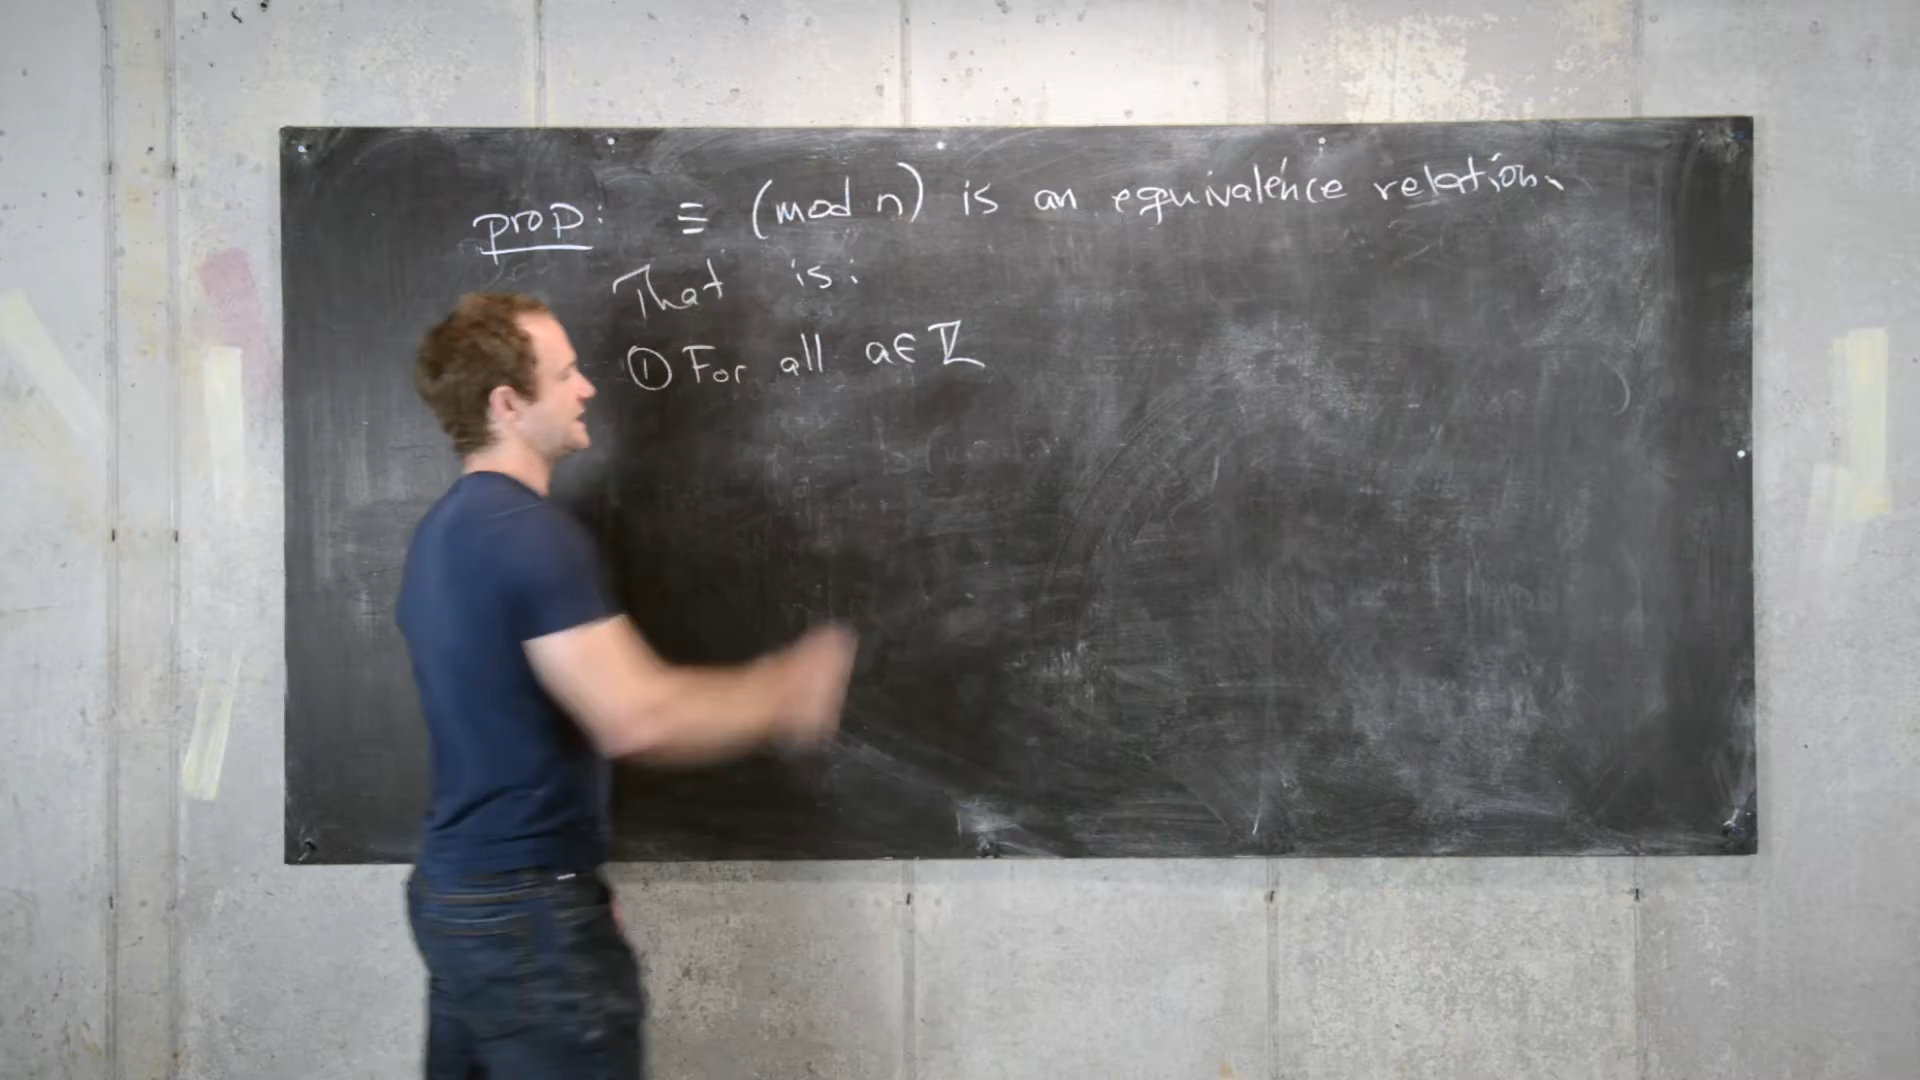 prop: ≡ (mod n) is an equivalence relation.
That is:
① For all a∈ℤ